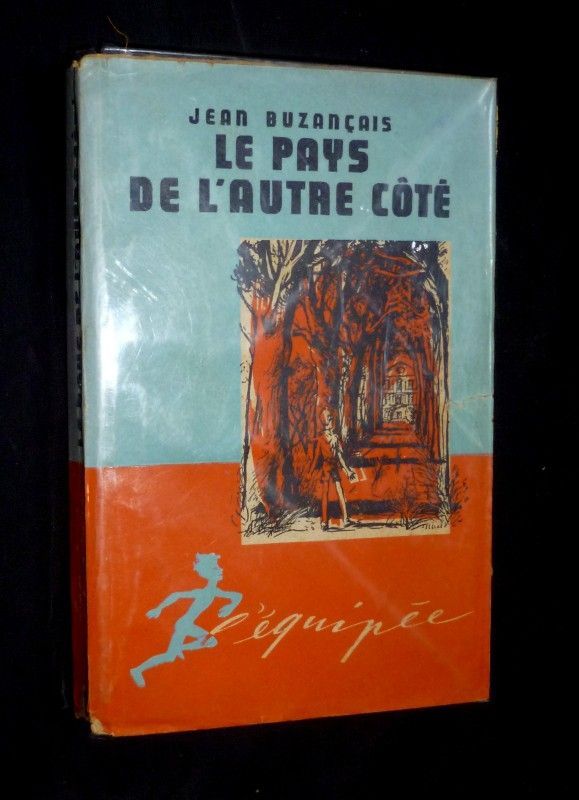 JEAN BUZANÇAIS
LE PAYS
DE L'AUTRE CÔTÉ
l'équipée